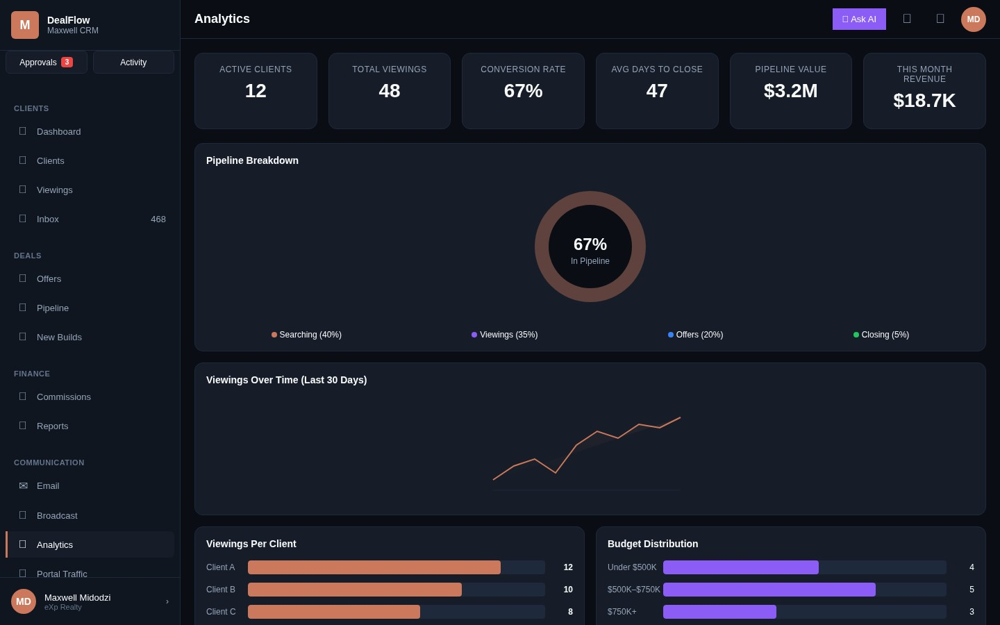 M
DealFlow
Maxwell CRM
Approvals 3
Activity
CLIENTS
Dashboard
Clients
Viewings
Inbox 468
DEALS
Offers
Pipeline
New Builds
FINANCE
Commissions
Reports
COMMUNICATION
Email
Broadcast
Analytics
Portal Traffic
MD
Maxwell Midodzi
eXp Realty
›
Analytics
Ask AI
MD
ACTIVE CLIENTS
12
TOTAL VIEWINGS
48
CONVERSION RATE
67%
AVG DAYS TO CLOSE
47
PIPELINE VALUE
$3.2M
THIS MONTH
REVENUE
$18.7K
Pipeline Breakdown
67%
In Pipeline
Searching (40%)
Viewings (35%)
Offers (20%)
Closing (5%)
Viewings Over Time (Last 30 Days)
Viewings Per Client
Client A 12
Client B 10
Client C 8
Budget Distribution
Under $500K 4
$500K–$750K 5
$750K+ 3